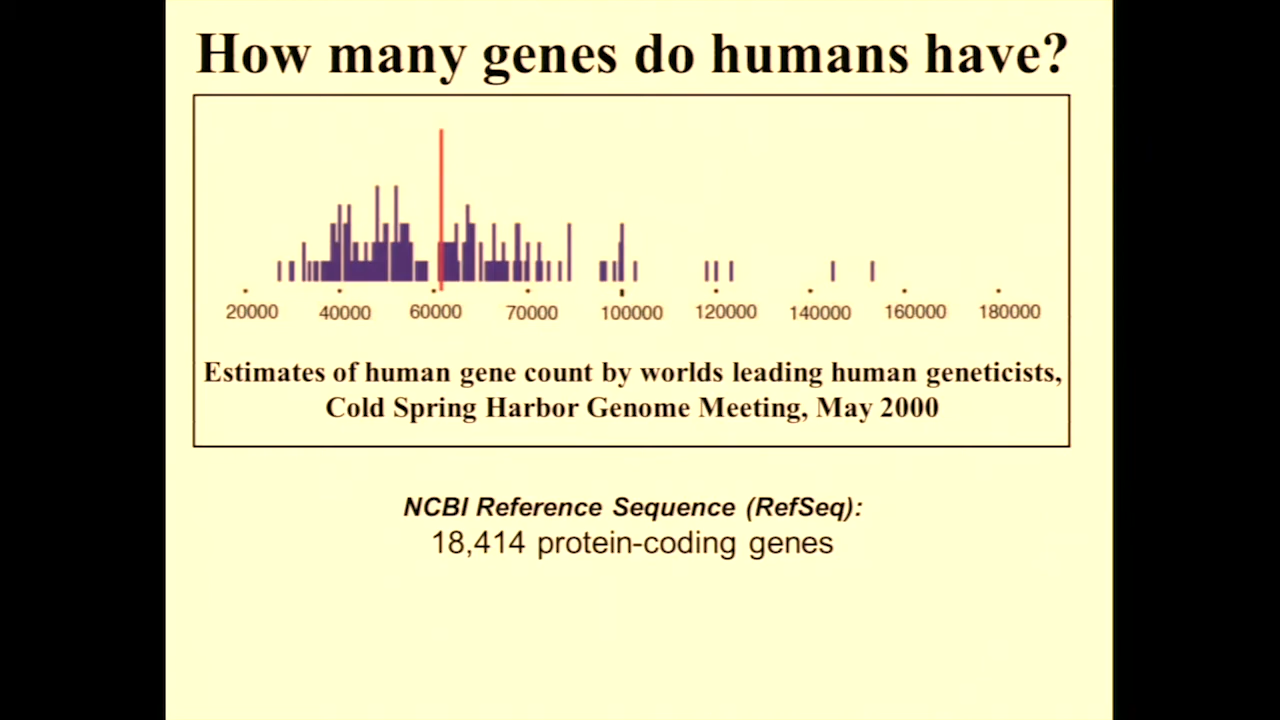 How many genes do humans have?
20000 40000 60000 70000 100000 120000 140000 160000 180000
Estimates of human gene count by worlds leading human geneticists,
Cold Spring Harbor Genome Meeting, May 2000
NCBI Reference Sequence (RefSeq):
18,414 protein-coding genes